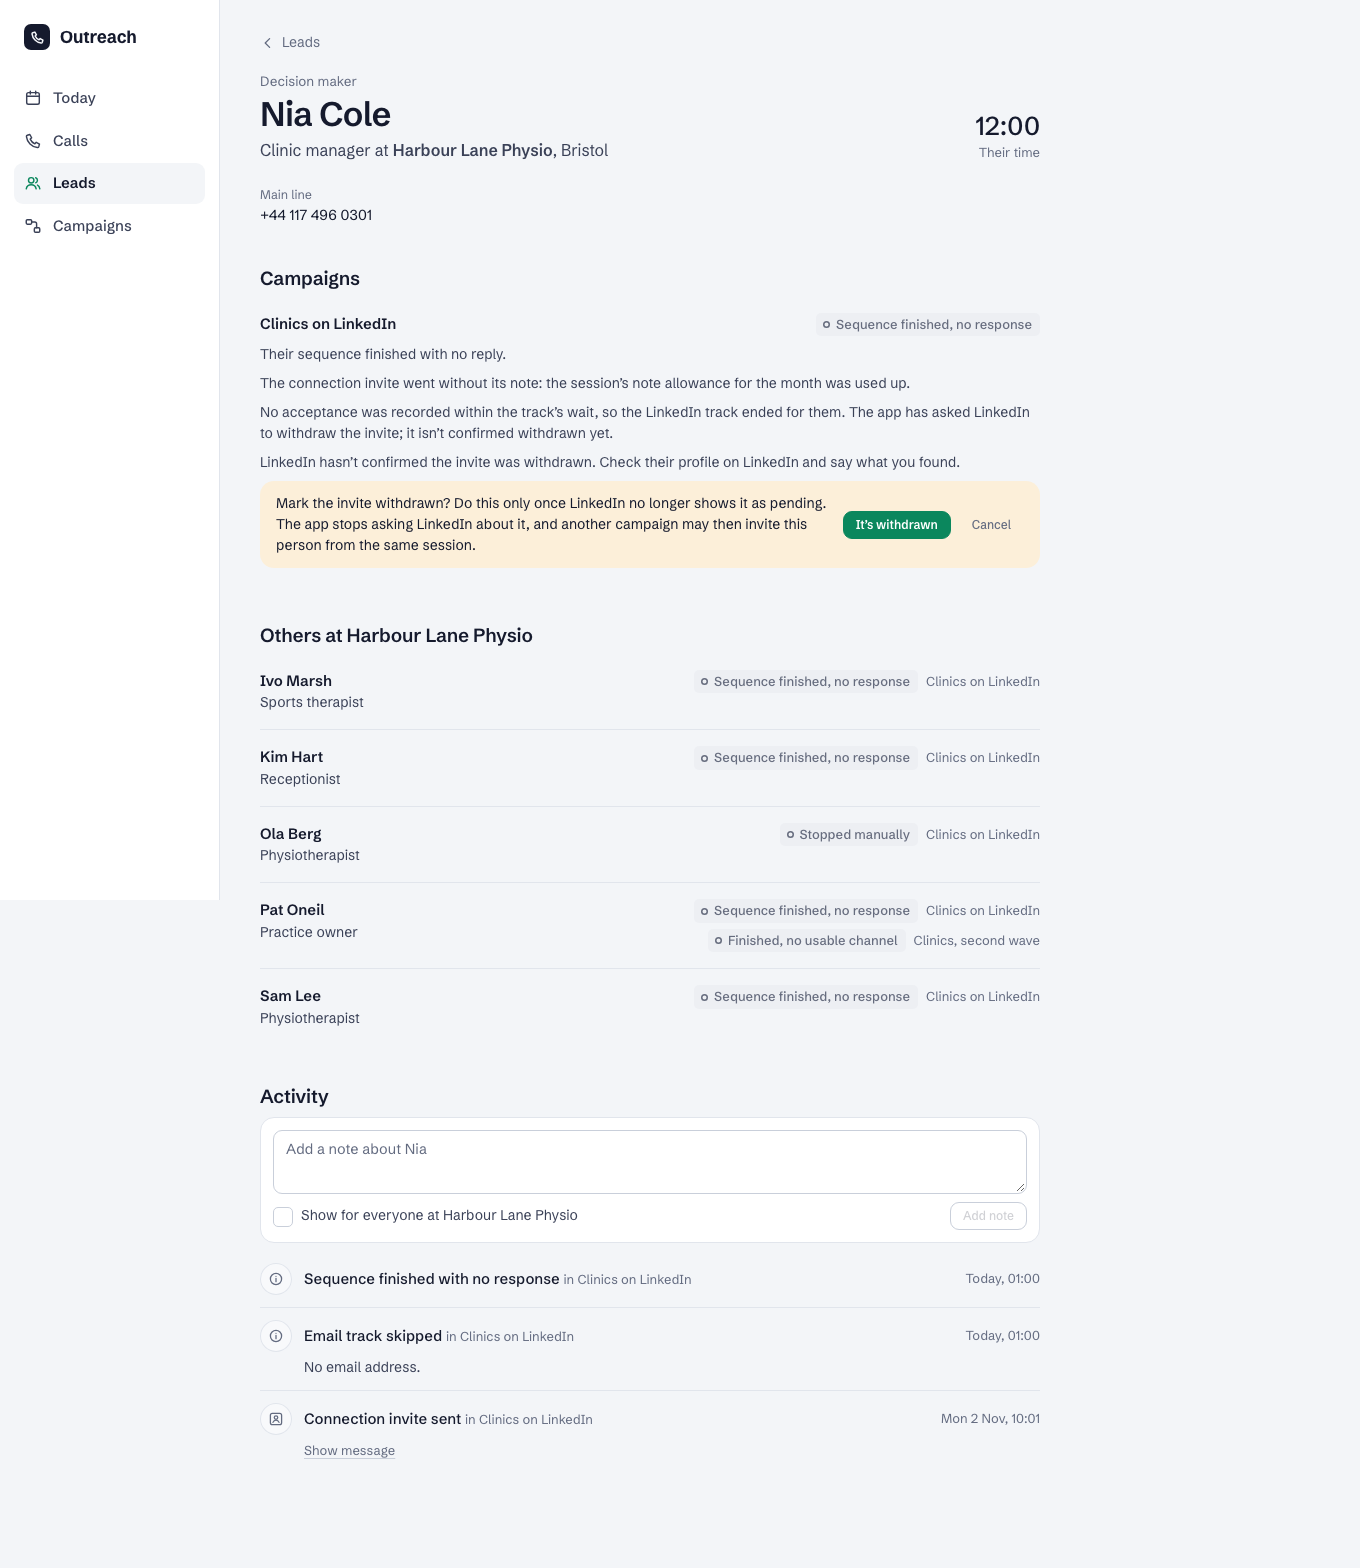 Outreach
Today
Calls
Leads
Campaigns
Leads
Decision maker
Nia Cole
Clinic manager at Harbour Lane Physio, Bristol
12:00
Their time
Main line
+44 117 496 0301
Campaigns
Clinics on LinkedIn
Sequence finished, no response
Their sequence finished with no reply.
The connection invite went without its note: the session’s note allowance for the month was used up.
No acceptance was recorded within the track’s wait, so the LinkedIn track ended for them. The app has asked LinkedIn
to withdraw the invite; it isn’t confirmed withdrawn yet.
LinkedIn hasn’t confirmed the invite was withdrawn. Check their profile on LinkedIn and say what you found.
Mark the invite withdrawn? Do this only once LinkedIn no longer shows it as pending.
The app stops asking LinkedIn about it, and another campaign may then invite this
person from the same session.
It’s withdrawn
Cancel
Others at Harbour Lane Physio
Ivo Marsh
Sports therapist
Sequence finished, no response
Clinics on LinkedIn
Kim Hart
Receptionist
Sequence finished, no response
Clinics on LinkedIn
Ola Berg
Physiotherapist
Stopped manually
Clinics on LinkedIn
Pat Oneil
Practice owner
Sequence finished, no response
Clinics on LinkedIn
Finished, no usable channel
Clinics, second wave
Sam Lee
Physiotherapist
Sequence finished, no response
Clinics on LinkedIn
Activity
Add a note about Nia
Show for everyone at Harbour Lane Physio
Add note
Sequence finished with no response in Clinics on LinkedIn
Today, 01:00
Email track skipped in Clinics on LinkedIn
Today, 01:00
No email address.
Connection invite sent in Clinics on LinkedIn
Mon 2 Nov, 10:01
Show message